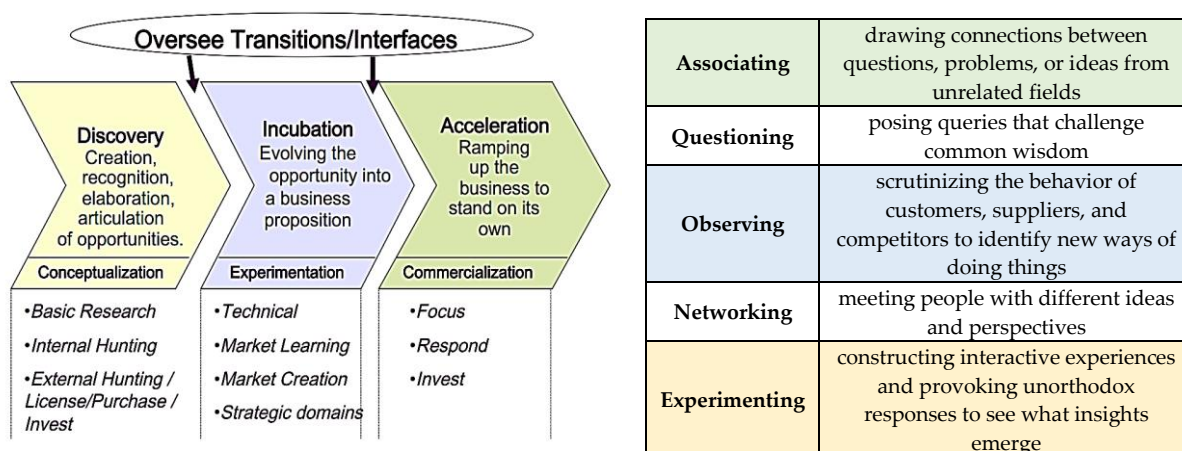 Oversee Transitions/Interfaces
Discovery
Creation,
recognition,
elaboration,
articulation
of opportunities.
Conceptualization
•Basic Research
•Internal Hunting
•External Hunting /
License/Purchase /
Invest
Incubation
Evolving the
opportunity into
a business
proposition
Experimentation
•Technical
•Market Learning
•Market Creation
•Strategic domains
Acceleration
Ramping
up the
business to
stand on its
own
Commercialization
•Focus
•Respond
•Invest
Associating
drawing connections between
questions, problems, or ideas from
unrelated fields
Questioning
posing queries that challenge
common wisdom
Observing
scrutinizing the behavior of
customers, suppliers, and
competitors to identify new ways of
doing things
Networking
meeting people with different ideas
and perspectives
Experimenting
constructing interactive experiences
and provoking unorthodox
responses to see what insights
emerge